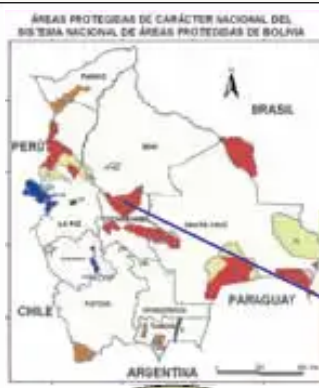 ÁREAS PROTEGIDAS DE CARÁCTER NACIONAL DEL
SISTEMA NACIONAL DE ÁREAS PROTEGIDAS DE BOLIVIA
PANDO
BRASIL
PERÚ
BENI
LA PAZ
SANTA CRUZ
CHILE
POTOSI
PARAGUAY
ARGENTINA